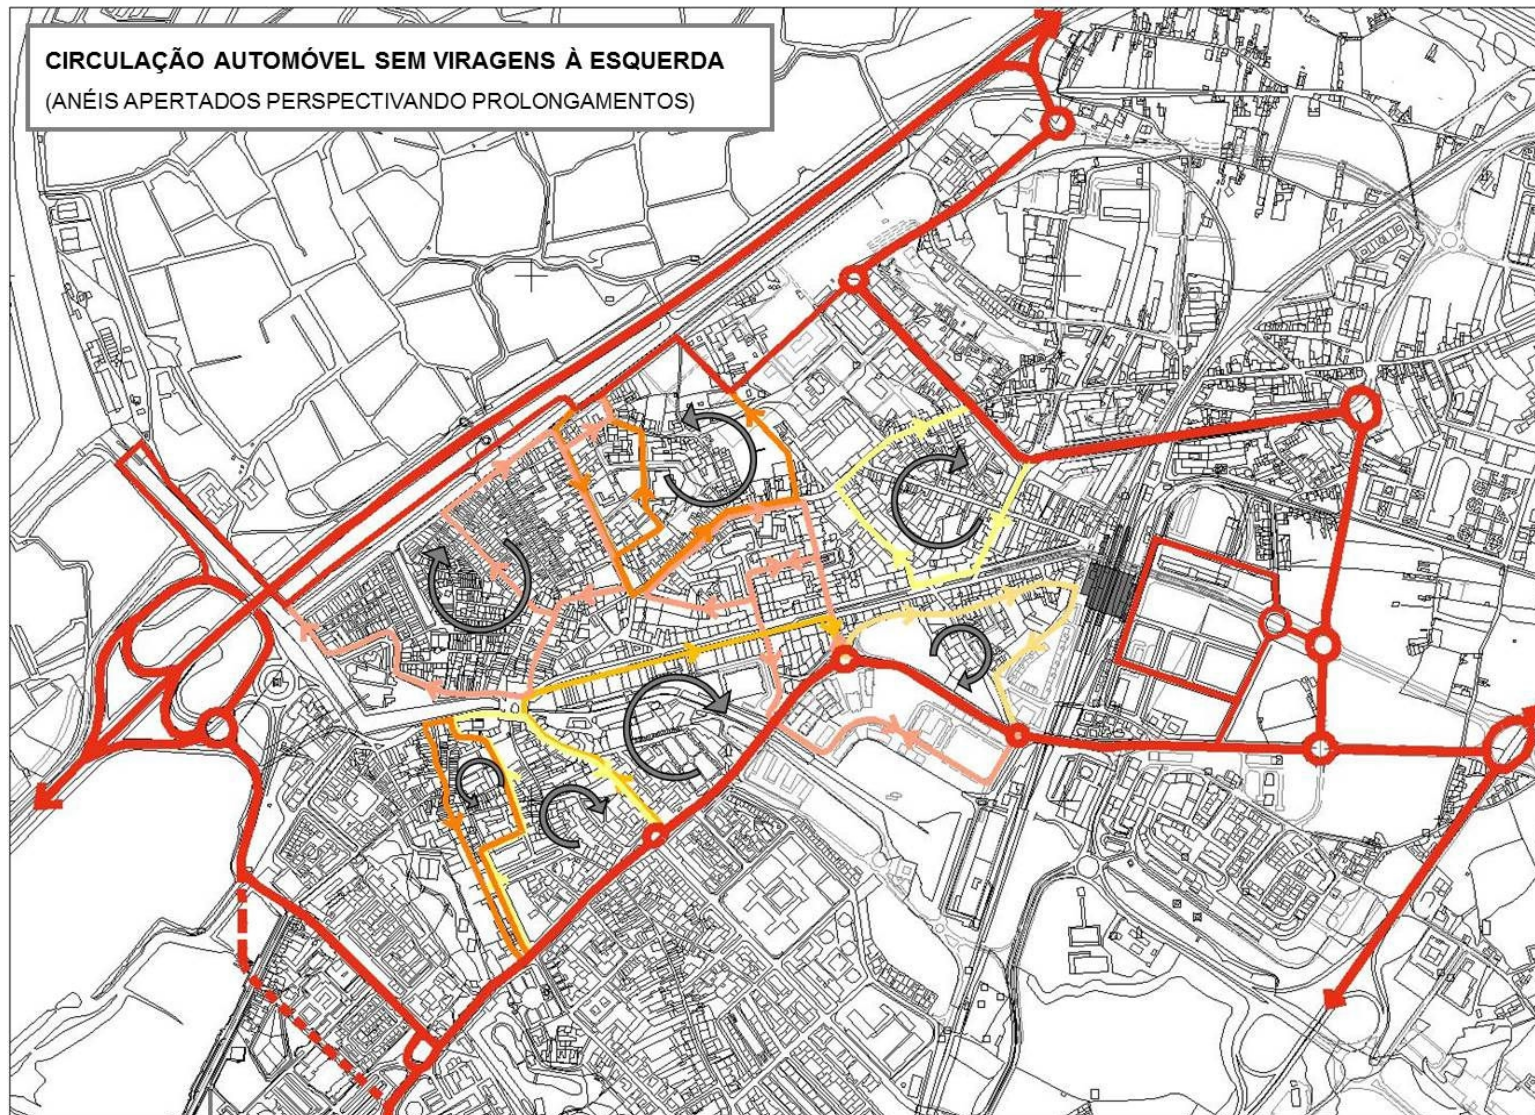 CIRCULAÇÃO AUTOMÓVEL SEM VIRAGENS À ESQUERDA
(ANÉIS APERTADOS PERSPECTIVANDO PROLONGAMENTOS)